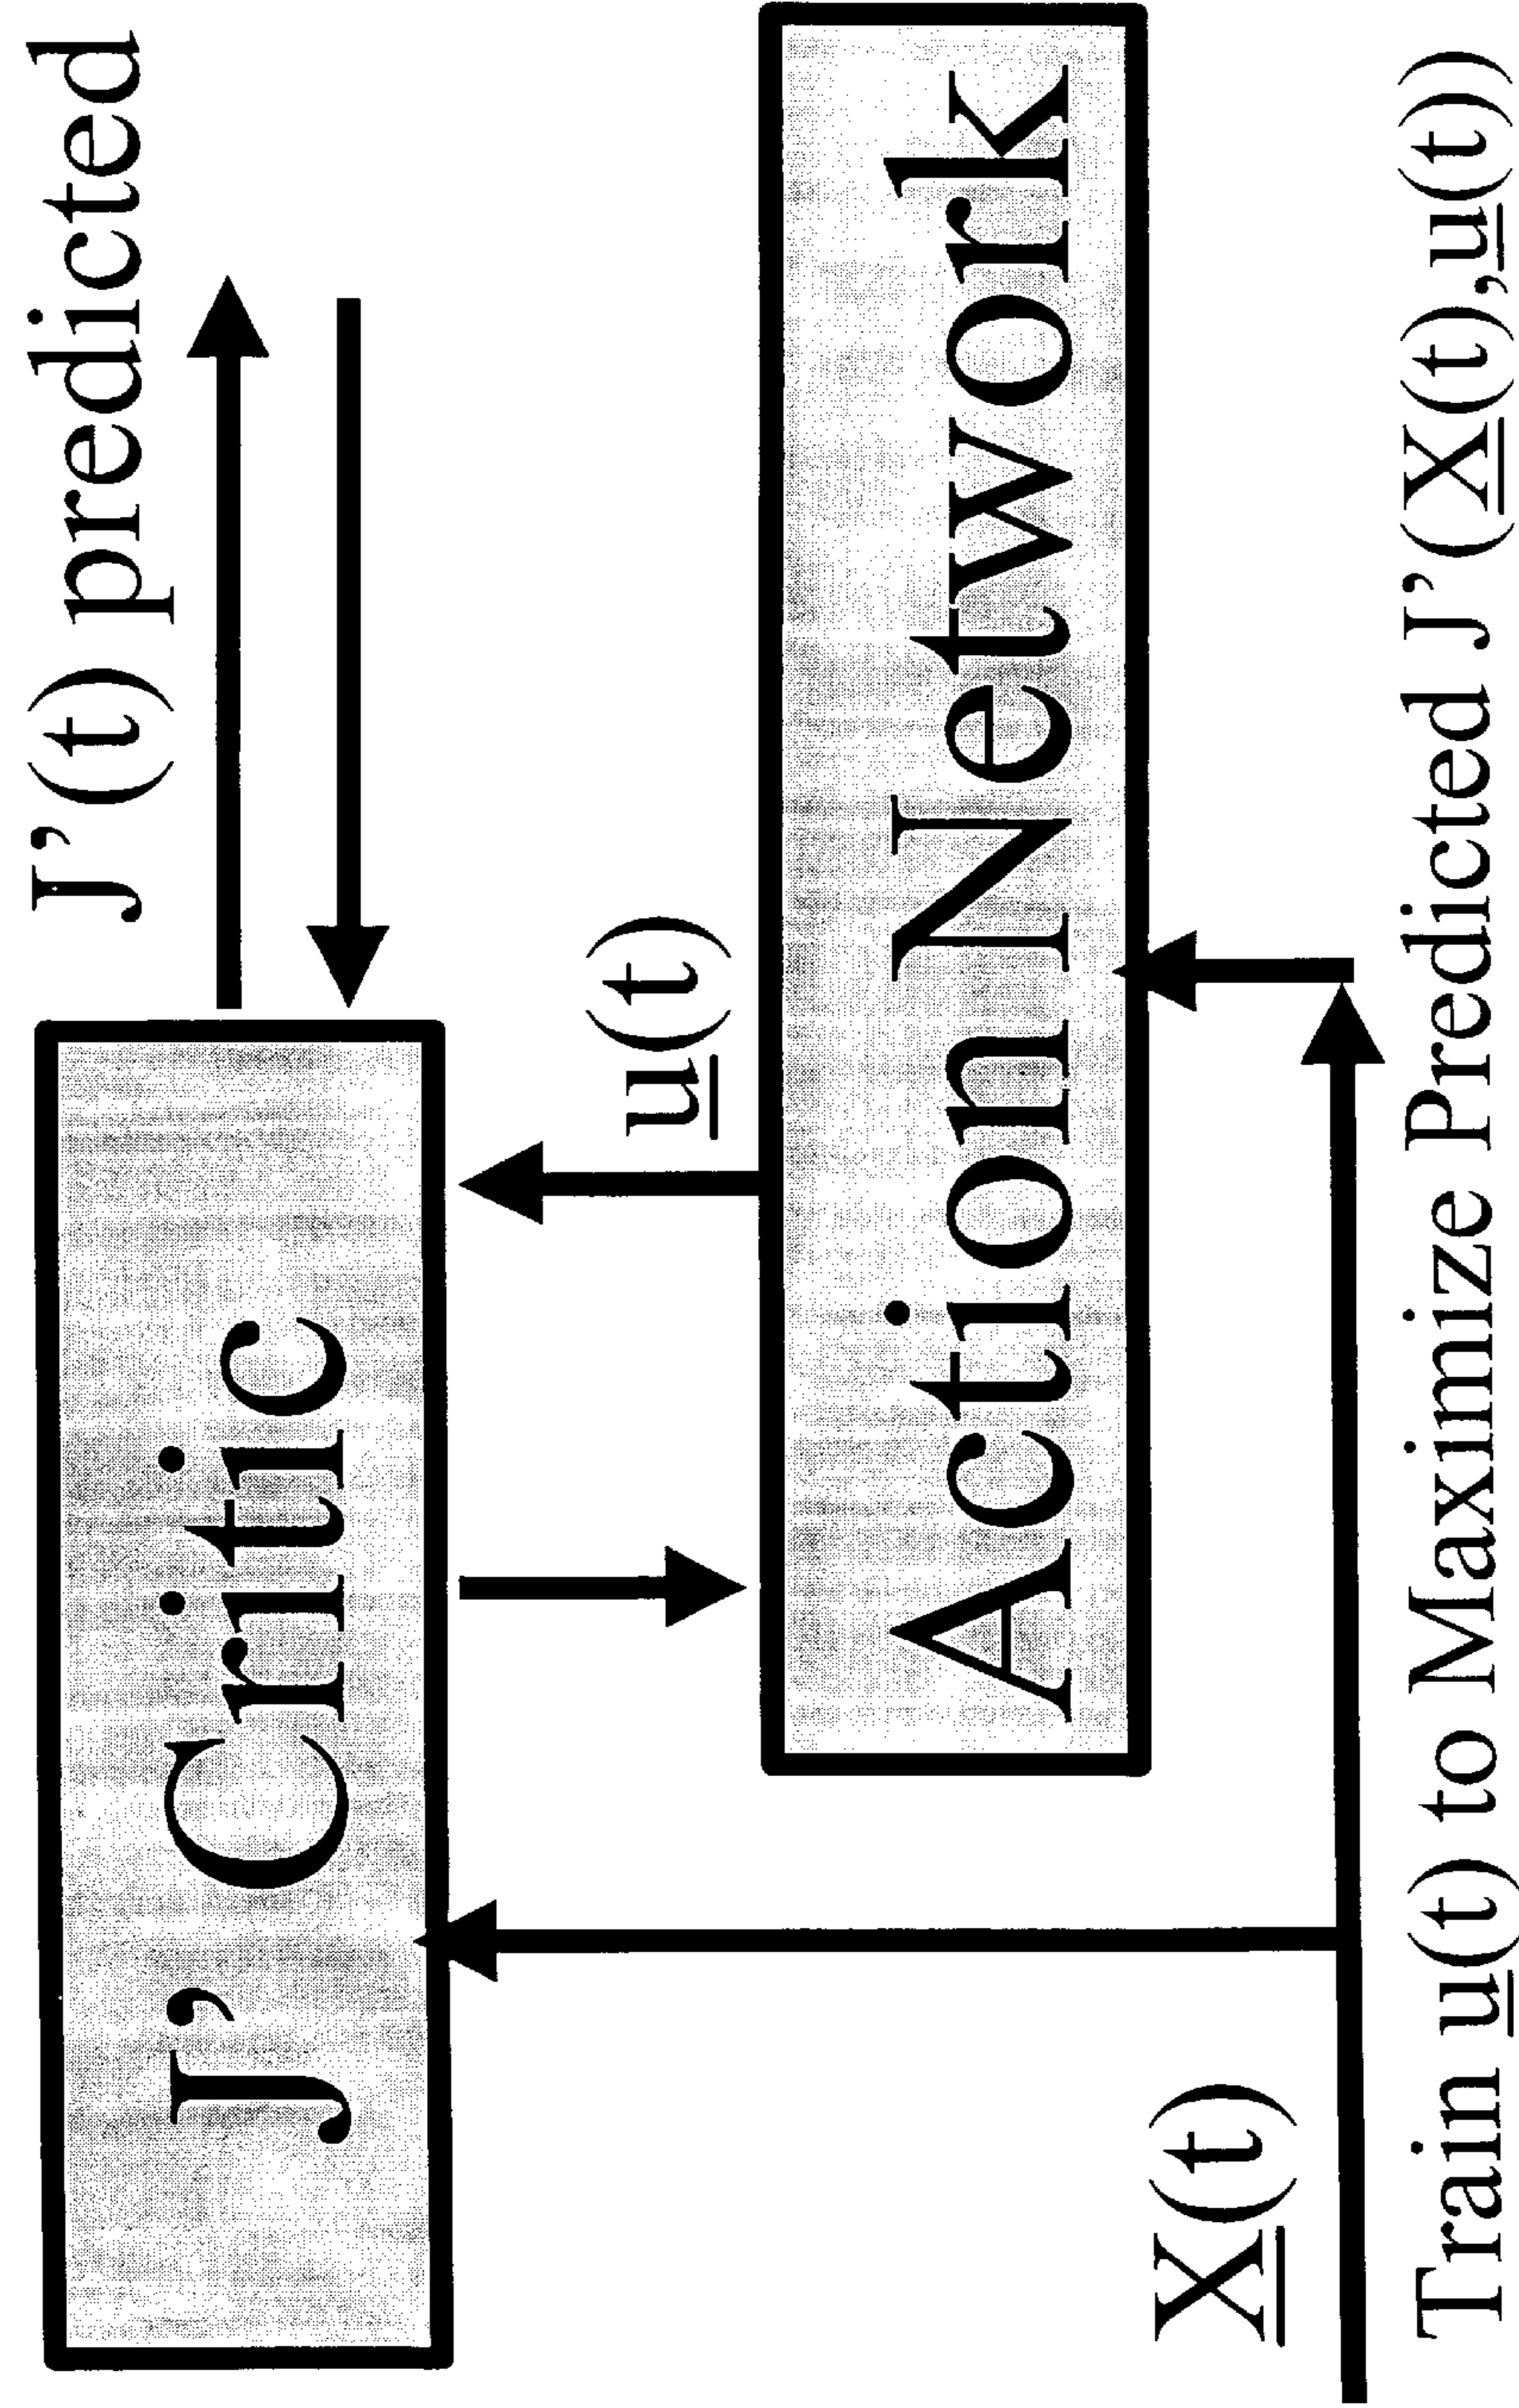 J’(t) predicted
J’ Critic
u(t)
Action Network
X(t)
Train u(t) to Maximize Predicted J’(X(t),u(t))